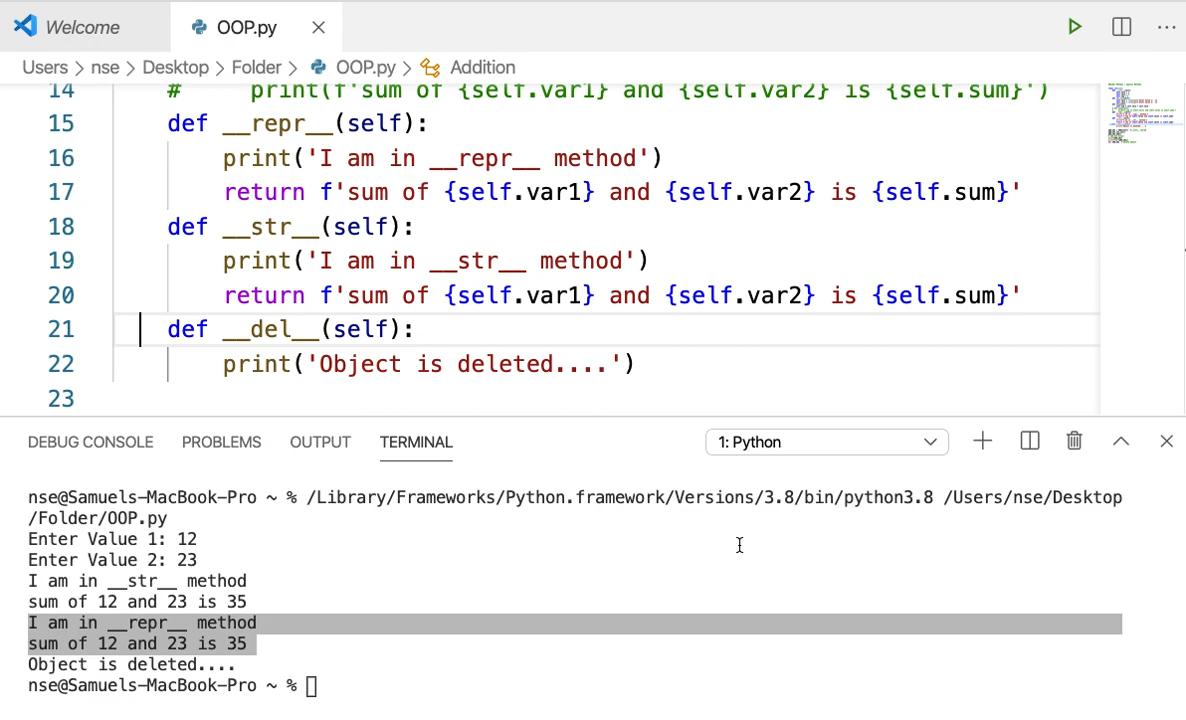 Welcome
OOP.py
Users > nse > Desktop > Folder > OOP.py > Addition
14 # print(f'sum of {self.var1} and {self.var2} is {self.sum}')
15 def __repr__(self):
16 print('I am in __repr__ method')
17 return f'sum of {self.var1} and {self.var2} is {self.sum}'
18 def __str__(self):
19 print('I am in __str__ method')
20 return f'sum of {self.var1} and {self.var2} is {self.sum}'
21 def __del__(self):
22 print('Object is deleted....')
23
DEBUG CONSOLE PROBLEMS OUTPUT TERMINAL 1: Python
nse@Samuels-MacBook-Pro ~ % /Library/Frameworks/Python.framework/Versions/3.8/bin/python3.8 /Users/nse/Desktop
/Folder/OOP.py
Enter Value 1: 12
Enter Value 2: 23
I am in __str__ method
sum of 12 and 23 is 35
I am in __repr__ method
sum of 12 and 23 is 35
Object is deleted....
nse@Samuels-MacBook-Pro ~ %